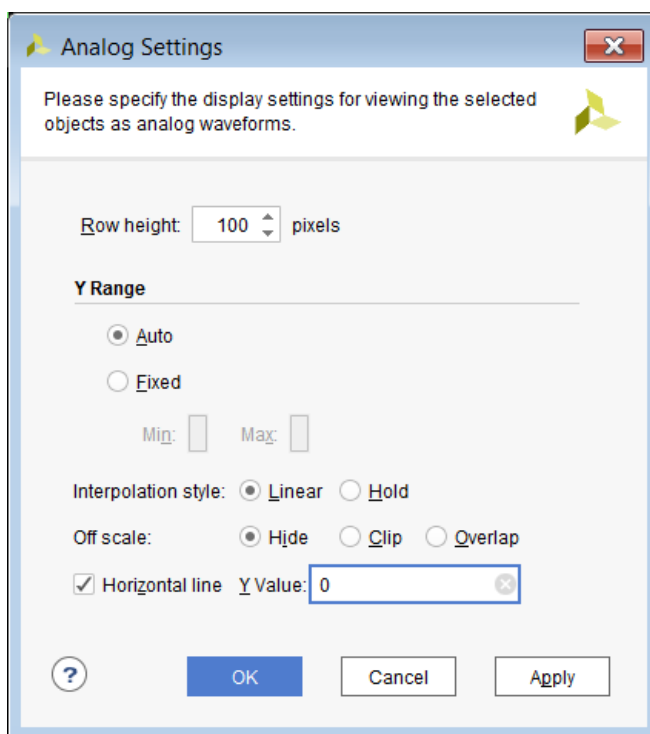 Analog Settings
Please specify the display settings for viewing the selected
objects as analog waveforms.
Row height: 100 pixels
Y Range
Auto
Fixed
Min: Max:
Interpolation style: Linear Hold
Off scale: Hide Clip Overlap
Horizontal line Y Value: 0
? OK Cancel Apply